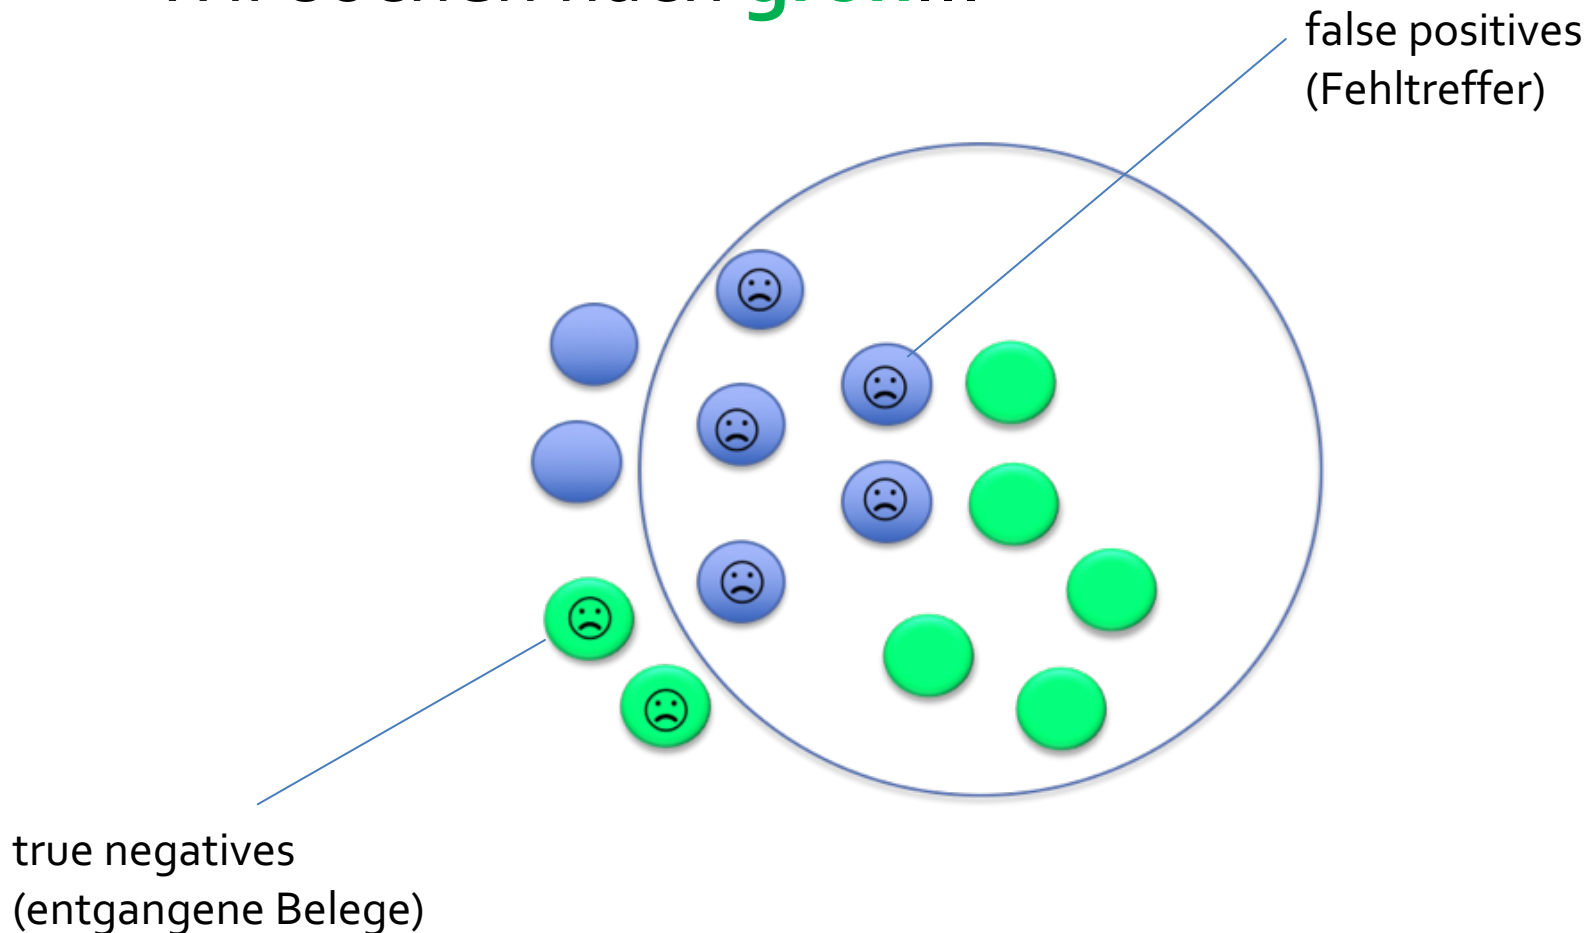 false positives
(Fehltreffer)
true negatives
(entgangene Belege)